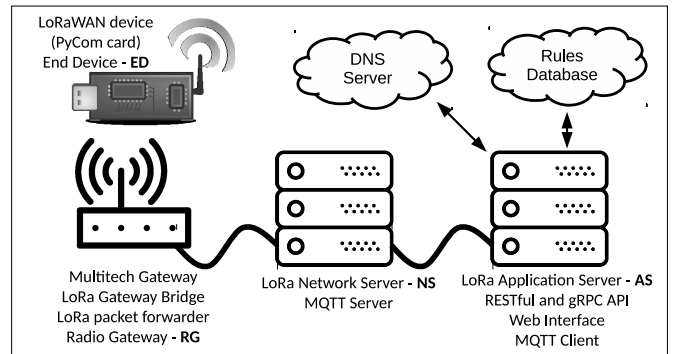 LoRaWAN device
(PyCom card)
End Device - ED
DNS
Server
Rules
Database
Multitech Gateway
LoRa Gateway Bridge
LoRa packet forwarder
Radio Gateway - RG
LoRa Network Server - NS
MQTT Server
LoRa Application Server - AS
RESTful and gRPC API
Web Interface
MQTT Client